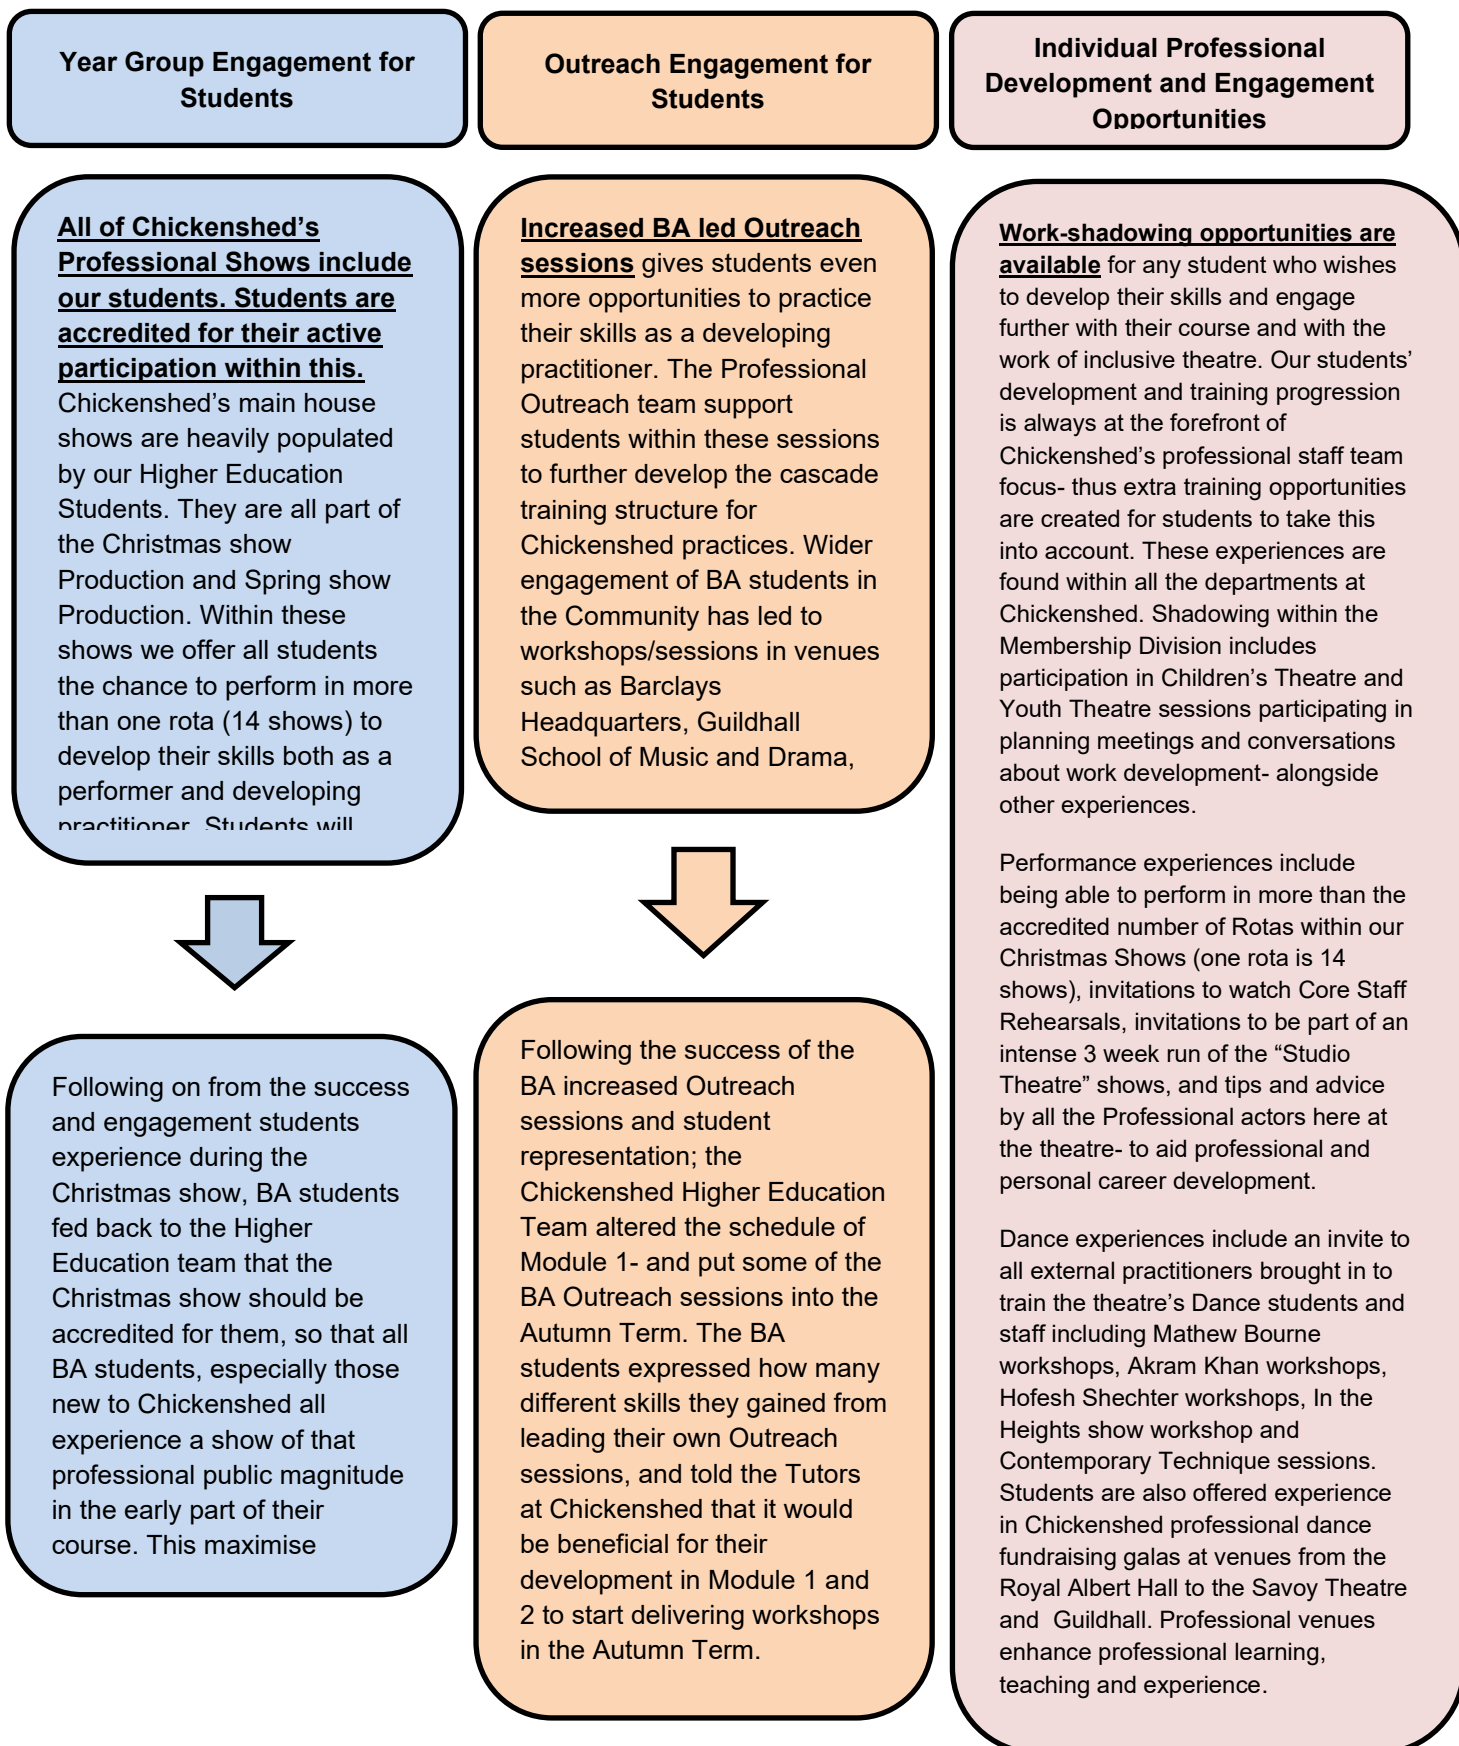 Year Group Engagement for
Students
Outreach Engagement for
Students
Individual Professional
Development and Engagement
Opportunities
All of Chickenshed’s
Professional Shows include
our students. Students are
accredited for their active
participation within this.
Chickenshed’s main house
shows are heavily populated
by our Higher Education
Students. They are all part of
the Christmas show
Production and Spring show
Production. Within these
shows we offer all students
the chance to perform in more
than one rota (14 shows) to
develop their skills both as a
performer and developing
practitioner. Students will
Following on from the success
and engagement students
experience during the
Christmas show, BA students
fed back to the Higher
Education team that the
Christmas show should be
accredited for them, so that all
BA students, especially those
new to Chickenshed all
experience a show of that
professional public magnitude
in the early part of their
course. This maximise
Increased BA led Outreach
sessions gives students even
more opportunities to practice
their skills as a developing
practitioner. The Professional
Outreach team support
students within these sessions
to further develop the cascade
training structure for
Chickenshed practices. Wider
engagement of BA students in
the Community has led to
workshops/sessions in venues
such as Barclays
Headquarters, Guildhall
School of Music and Drama,
Following the success of the
BA increased Outreach
sessions and student
representation; the
Chickenshed Higher Education
Team altered the schedule of
Module 1- and put some of the
BA Outreach sessions into the
Autumn Term. The BA
students expressed how many
different skills they gained from
leading their own Outreach
sessions, and told the Tutors
at Chickenshed that it would
be beneficial for their
development in Module 1 and
2 to start delivering workshops
in the Autumn Term.
Work-shadowing opportunities are
available for any student who wishes
to develop their skills and engage
further with their course and with the
work of inclusive theatre. Our students’
development and training progression
is always at the forefront of
Chickenshed’s professional staff team
focus- thus extra training opportunities
are created for students to take this
into account. These experiences are
found within all the departments at
Chickenshed. Shadowing within the
Membership Division includes
participation in Children’s Theatre and
Youth Theatre sessions participating in
planning meetings and conversations
about work development- alongside
other experiences.
Performance experiences include
being able to perform in more than the
accredited number of Rotas within our
Christmas Shows (one rota is 14
shows), invitations to watch Core Staff
Rehearsals, invitations to be part of an
intense 3 week run of the “Studio
Theatre” shows, and tips and advice
by all the Professional actors here at
the theatre- to aid professional and
personal career development.
Dance experiences include an invite to
all external practitioners brought in to
train the theatre’s Dance students and
staff including Mathew Bourne
workshops, Akram Khan workshops,
Hofesh Shechter workshops, In the
Heights show workshop and
Contemporary Technique sessions.
Students are also offered experience
in Chickenshed professional dance
fundraising galas at venues from the
Royal Albert Hall to the Savoy Theatre
and  Guildhall. Professional venues
enhance professional learning,
teaching and experience.